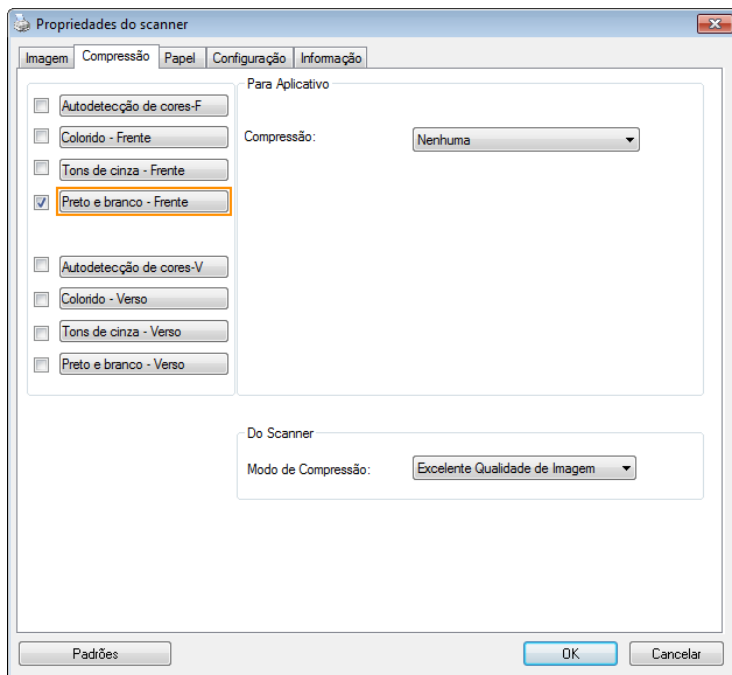 Propriedades do scanner
Imagem Compressão Papel Configuração Informação
Para Aplicativo
Autodetecção de cores-F
Colorido - Frente
Compressão: Nenhuma
Tons de cinza - Frente
Preto e branco - Frente
Autodetecção de cores-V
Colorido - Verso
Tons de cinza - Verso
Preto e branco - Verso
Do Scanner
Modo de Compressão: Excelente Qualidade de Imagem
Padrões OK Cancelar